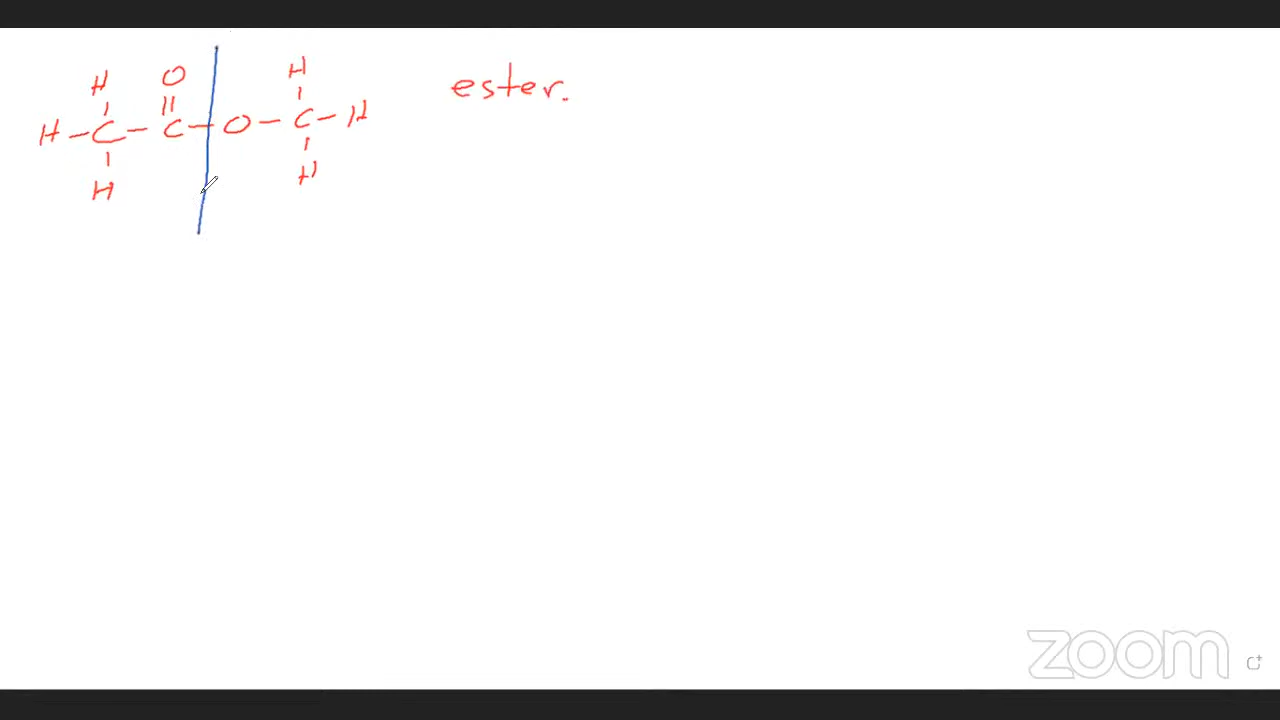 H O H ester.
|| 
H - C - C - O - C - H
H H
zoom